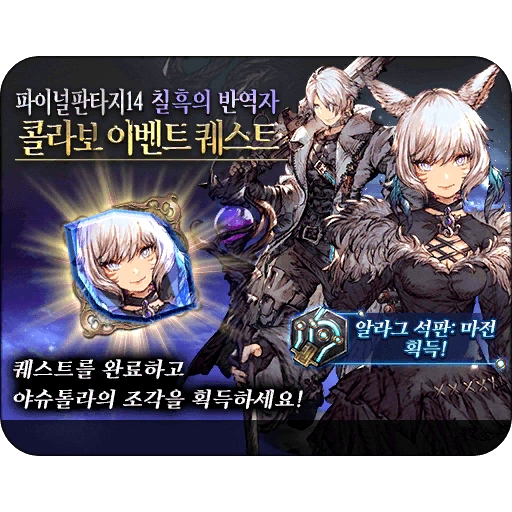 파이널판타지14 칠흑의 반역자
콜라보 이벤트 퀘스트
알라그 석판: 마전
획득!
퀘스트를 완료하고
야슈톨라의 조각을 획득하세요!